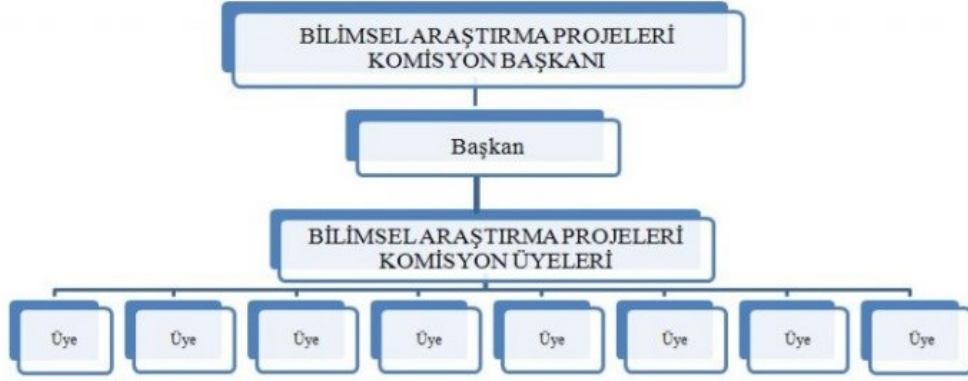 BİLİMSEL ARAŞTIRMA PROJELERİ
KOMİSYON BAŞKANI
Başkan
BİLİMSEL ARAŞTIRMA PROJELERİ
KOMİSYON ÜYELERİ
Üye Üye Üye Üye Üye Üye Üye Üye